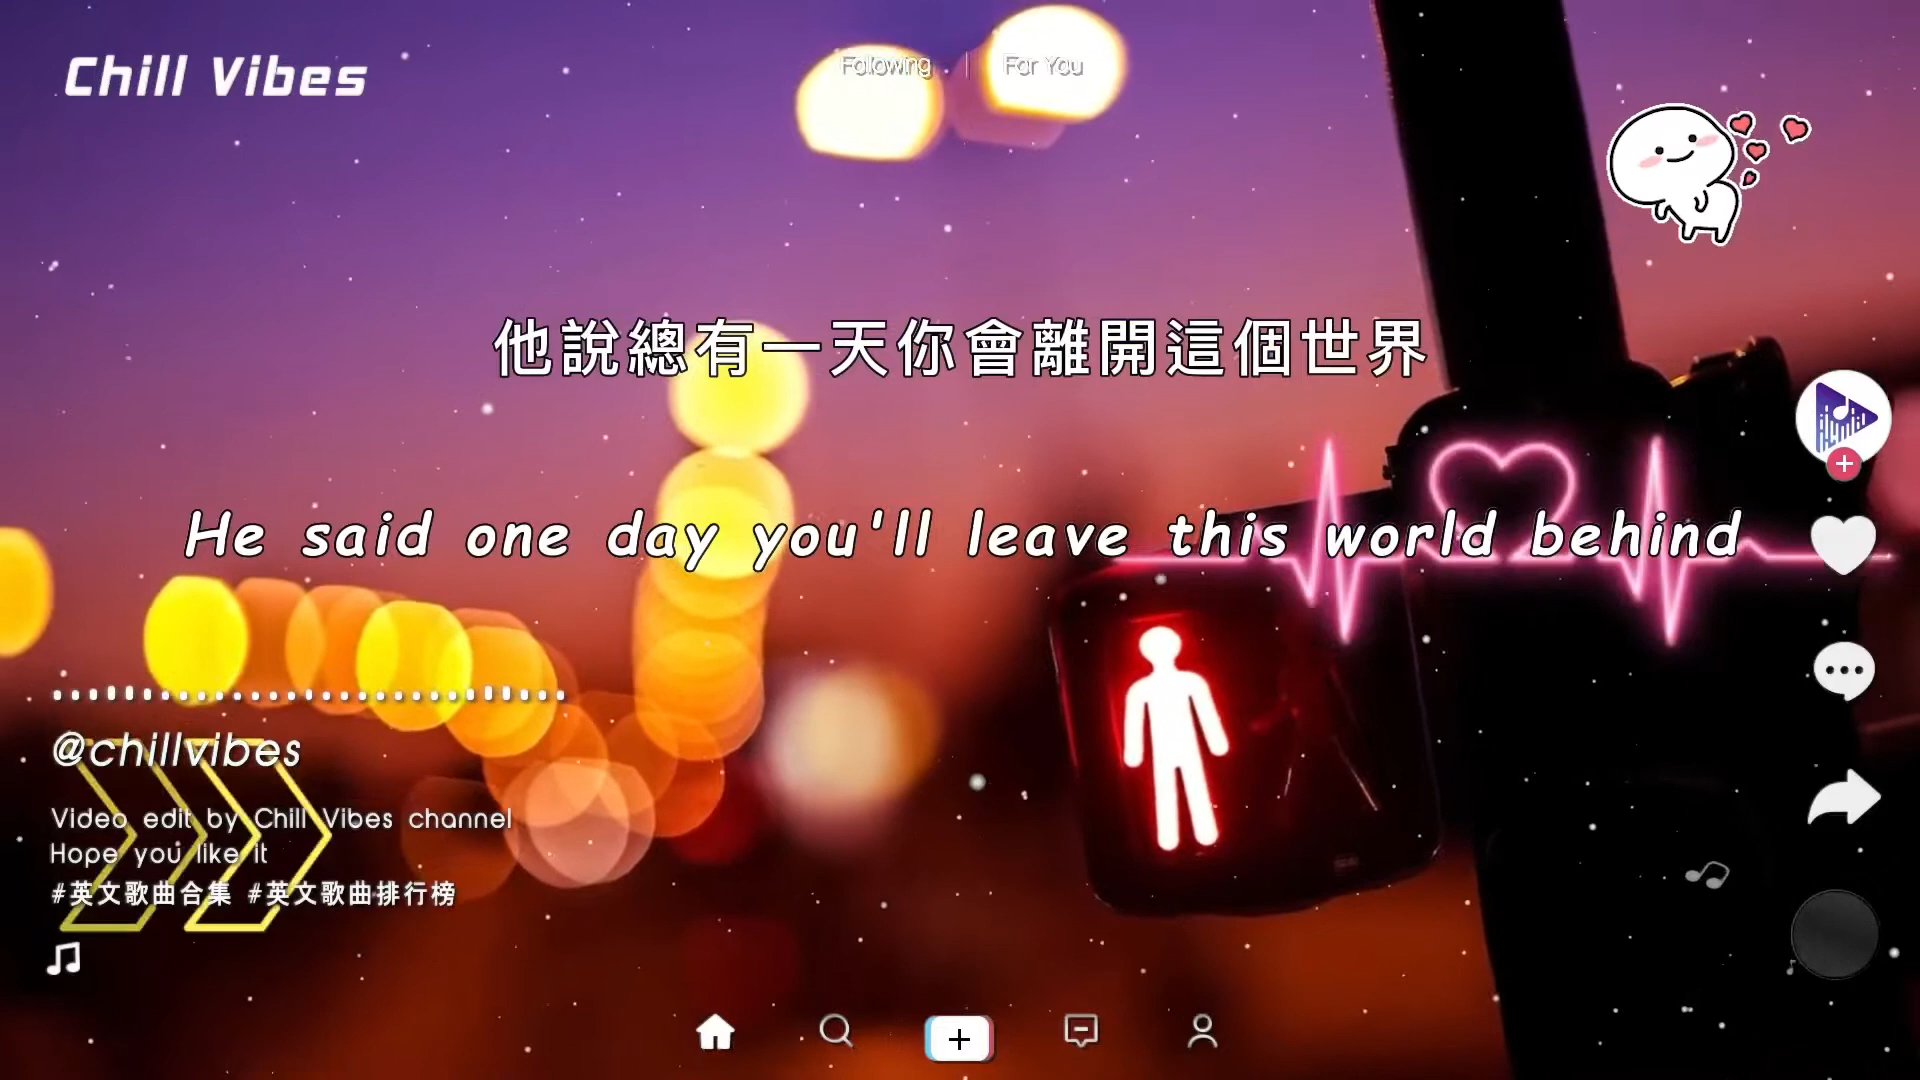 Chill Vibes
Following | For You
他說總有一天你會離開這個世界
He said one day you'll leave this world behind
@chillvibes
Video edit by Chill Vibes channel
Hope you like it
#英文歌曲合集 #英文歌曲排行榜